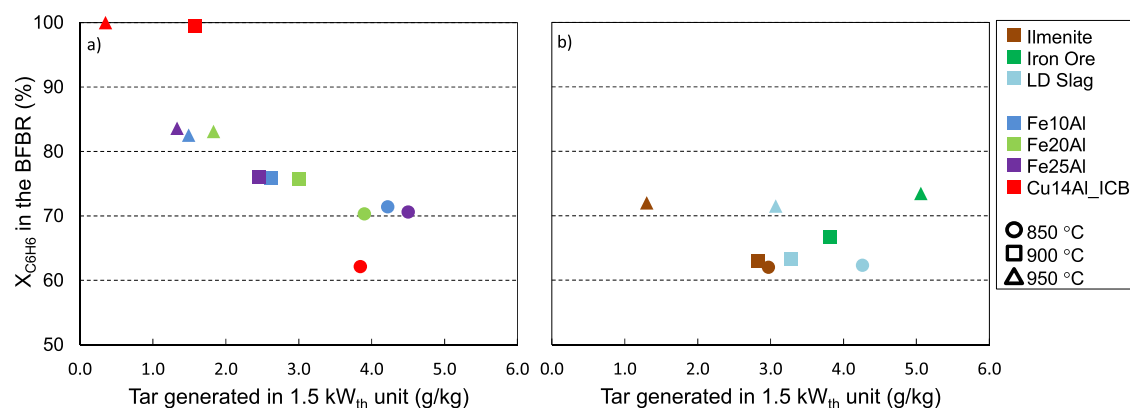 X_C6H6 in the BFBR (%)
100
90
80
70
60
50
a)
0.0 1.0 2.0 3.0 4.0 5.0 6.0
Tar generated in 1.5 kW_th unit (g/kg)
b)
0.0 1.0 2.0 3.0 4.0 5.0 6.0
Tar generated in 1.5 kW_th unit (g/kg)
Ilmenite
Iron Ore
LD Slag
Fe10Al
Fe20Al
Fe25Al
Cu14Al_ICB
850 °C
900 °C
950 °C